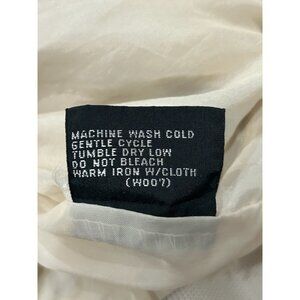 MACHINE WASH COLD
GENTLE CYCLE
TUMBLE DRY LOW
DO NOT BLEACH
WARM IRON W/CLOTH
(W007)